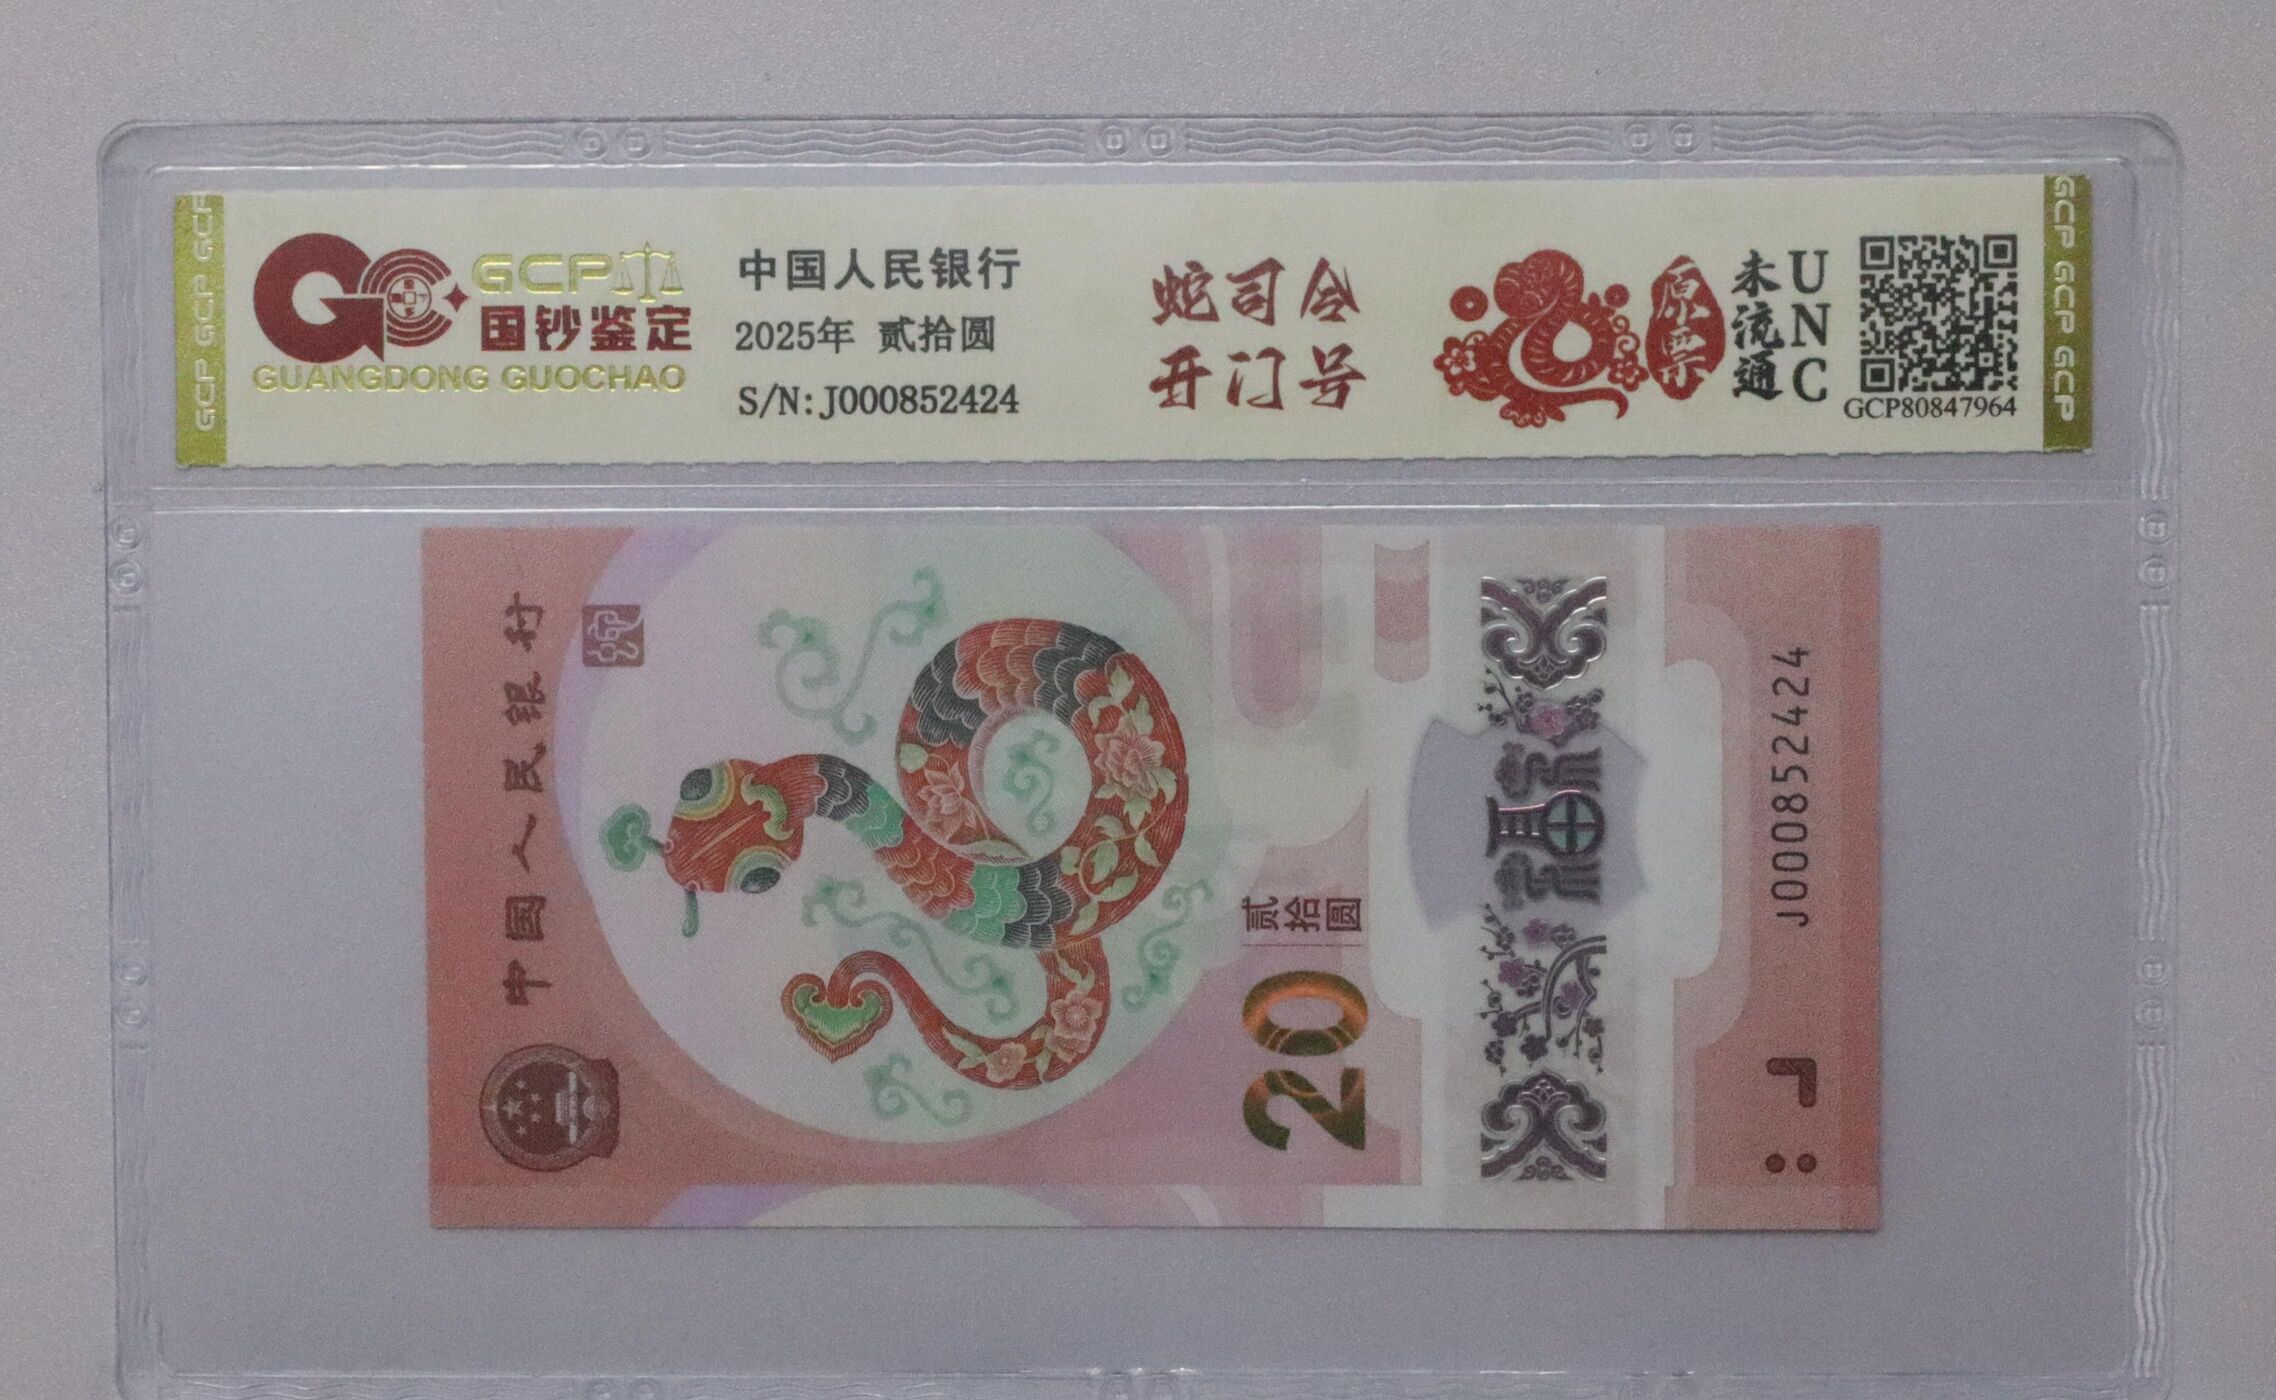 GCP GCP GCP
GCP
国钞鉴定
GUANGDONG GUOCHAO
中国人民银行
2025年 贰拾圆
S/N:J000852424
蛇司令
开门号
原票
未流通
UNC
GCP80847964
GCP GCP GCP
中国人民银行
贰拾圆
20
福
J000852424